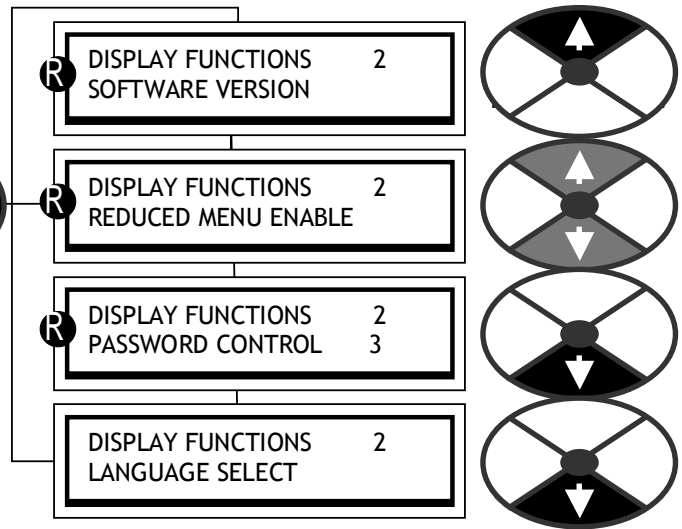 R DISPLAY FUNCTIONS 2
SOFTWARE VERSION
R DISPLAY FUNCTIONS 2
REDUCED MENU ENABLE
R DISPLAY FUNCTIONS 2
PASSWORD CONTROL 3
DISPLAY FUNCTIONS 2
LANGUAGE SELECT